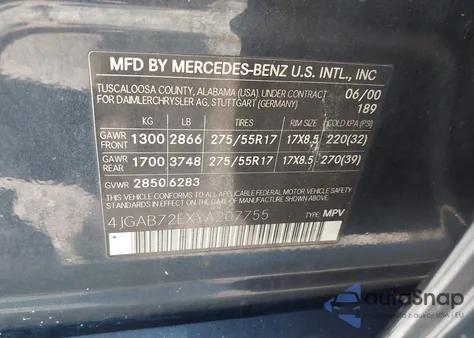 MFD BY MERCEDES-BENZ U.S. INTL., INC
TUSCALOOSA COUNTY, ALABAMA (USA), UNDER CONTRACT 06/00
FOR DAIMLERCHRYSLER AG, STUTTGART (GERMANY) 189
KG LB TIRES RIM SIZE COLD KPA (PSI)
GAWR FRONT 1300 2866 275/55R17 17X8.5 220(32)
GAWR REAR 1700 3748 275/55R17 17X8.5 270(39)
GVWR 2850 6283
THIS VEHICLE CONFORMS TO ALL APPLICABLE FEDERAL MOTOR VEHICLE
SAFETY STANDARDS IN EFFECT ON THE DATE OF MANUFACTURE SHOWN ABOVE.
4JGAB72EXYA207755 TYPE: MPV
AutoSnap